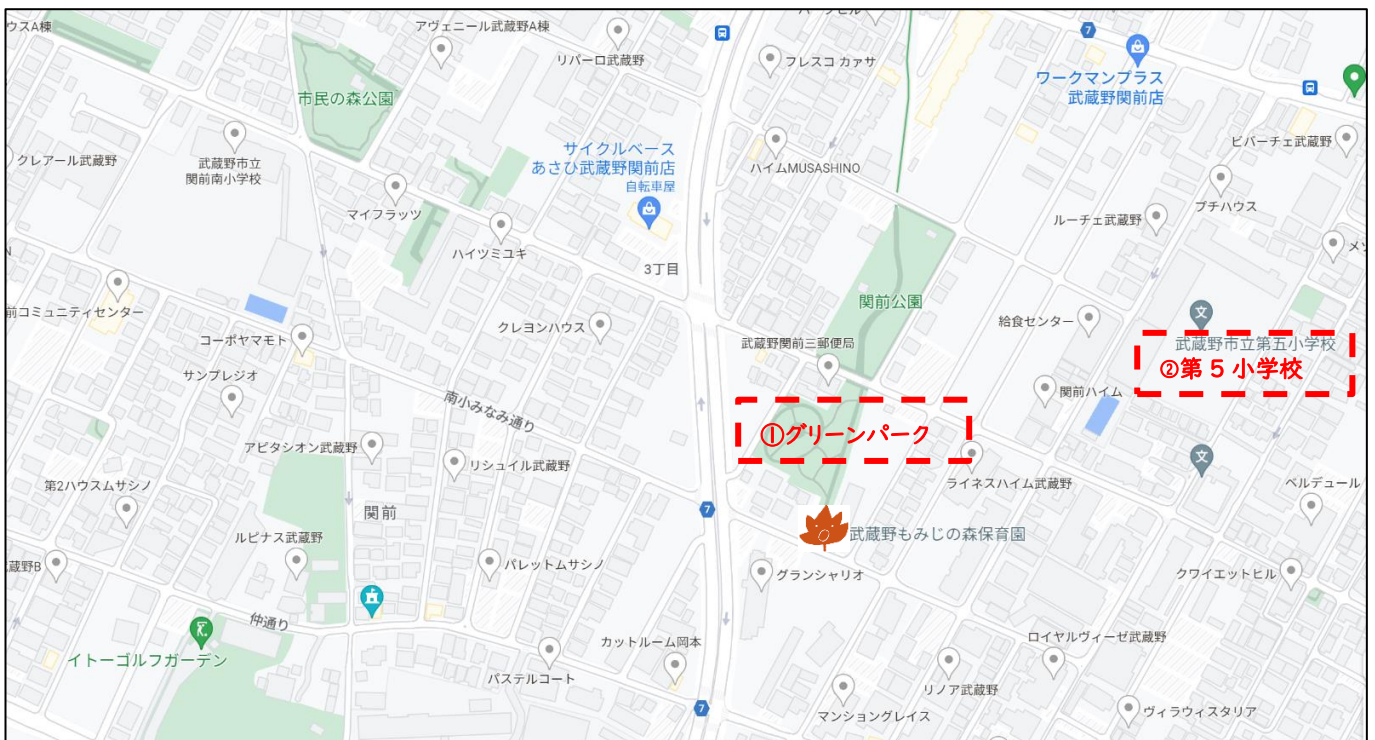 ウスA棟
アヴェニール武蔵野A棟
リバーロ武蔵野
7
フレスコ カァサ
ワークマンプラス
武蔵野関前店
市民の森公園
クレアール武蔵野
武蔵野市立
関前南小学校
サイクルベース
あさひ武蔵野関前店
自転車屋
ハイムMUSASHINO
ビバーチェ武蔵野
マイフラッツ
プチハウス
ルーチェ武蔵野
ハイツミユキ
3丁目
関前公園
前コミュニティセンター
クレヨンハウス
給食センター
文
コーポヤマモト
武蔵野関前三郵便局
武蔵野市立第五小学校
②第5小学校
サンプレジオ
南小みなみ通り
関前ハイム
①グリーンパーク
アビタシオン武蔵野
リシュイル武蔵野
文
ライネスハイム武蔵野
第2ハウスムサシノ
ベルデュール
関前
7
ルピナス武蔵野
武蔵野もみじの森保育園
蔵野B
パレットムサシノ
グランシャリオ
クワイエットヒル
仲通り
イトーゴルフガーデン
カットルーム岡本
ロイヤルヴィーゼ武蔵野
パステルコート
リノア武蔵野
7
マンショングレイス
ヴィラウィスタリア